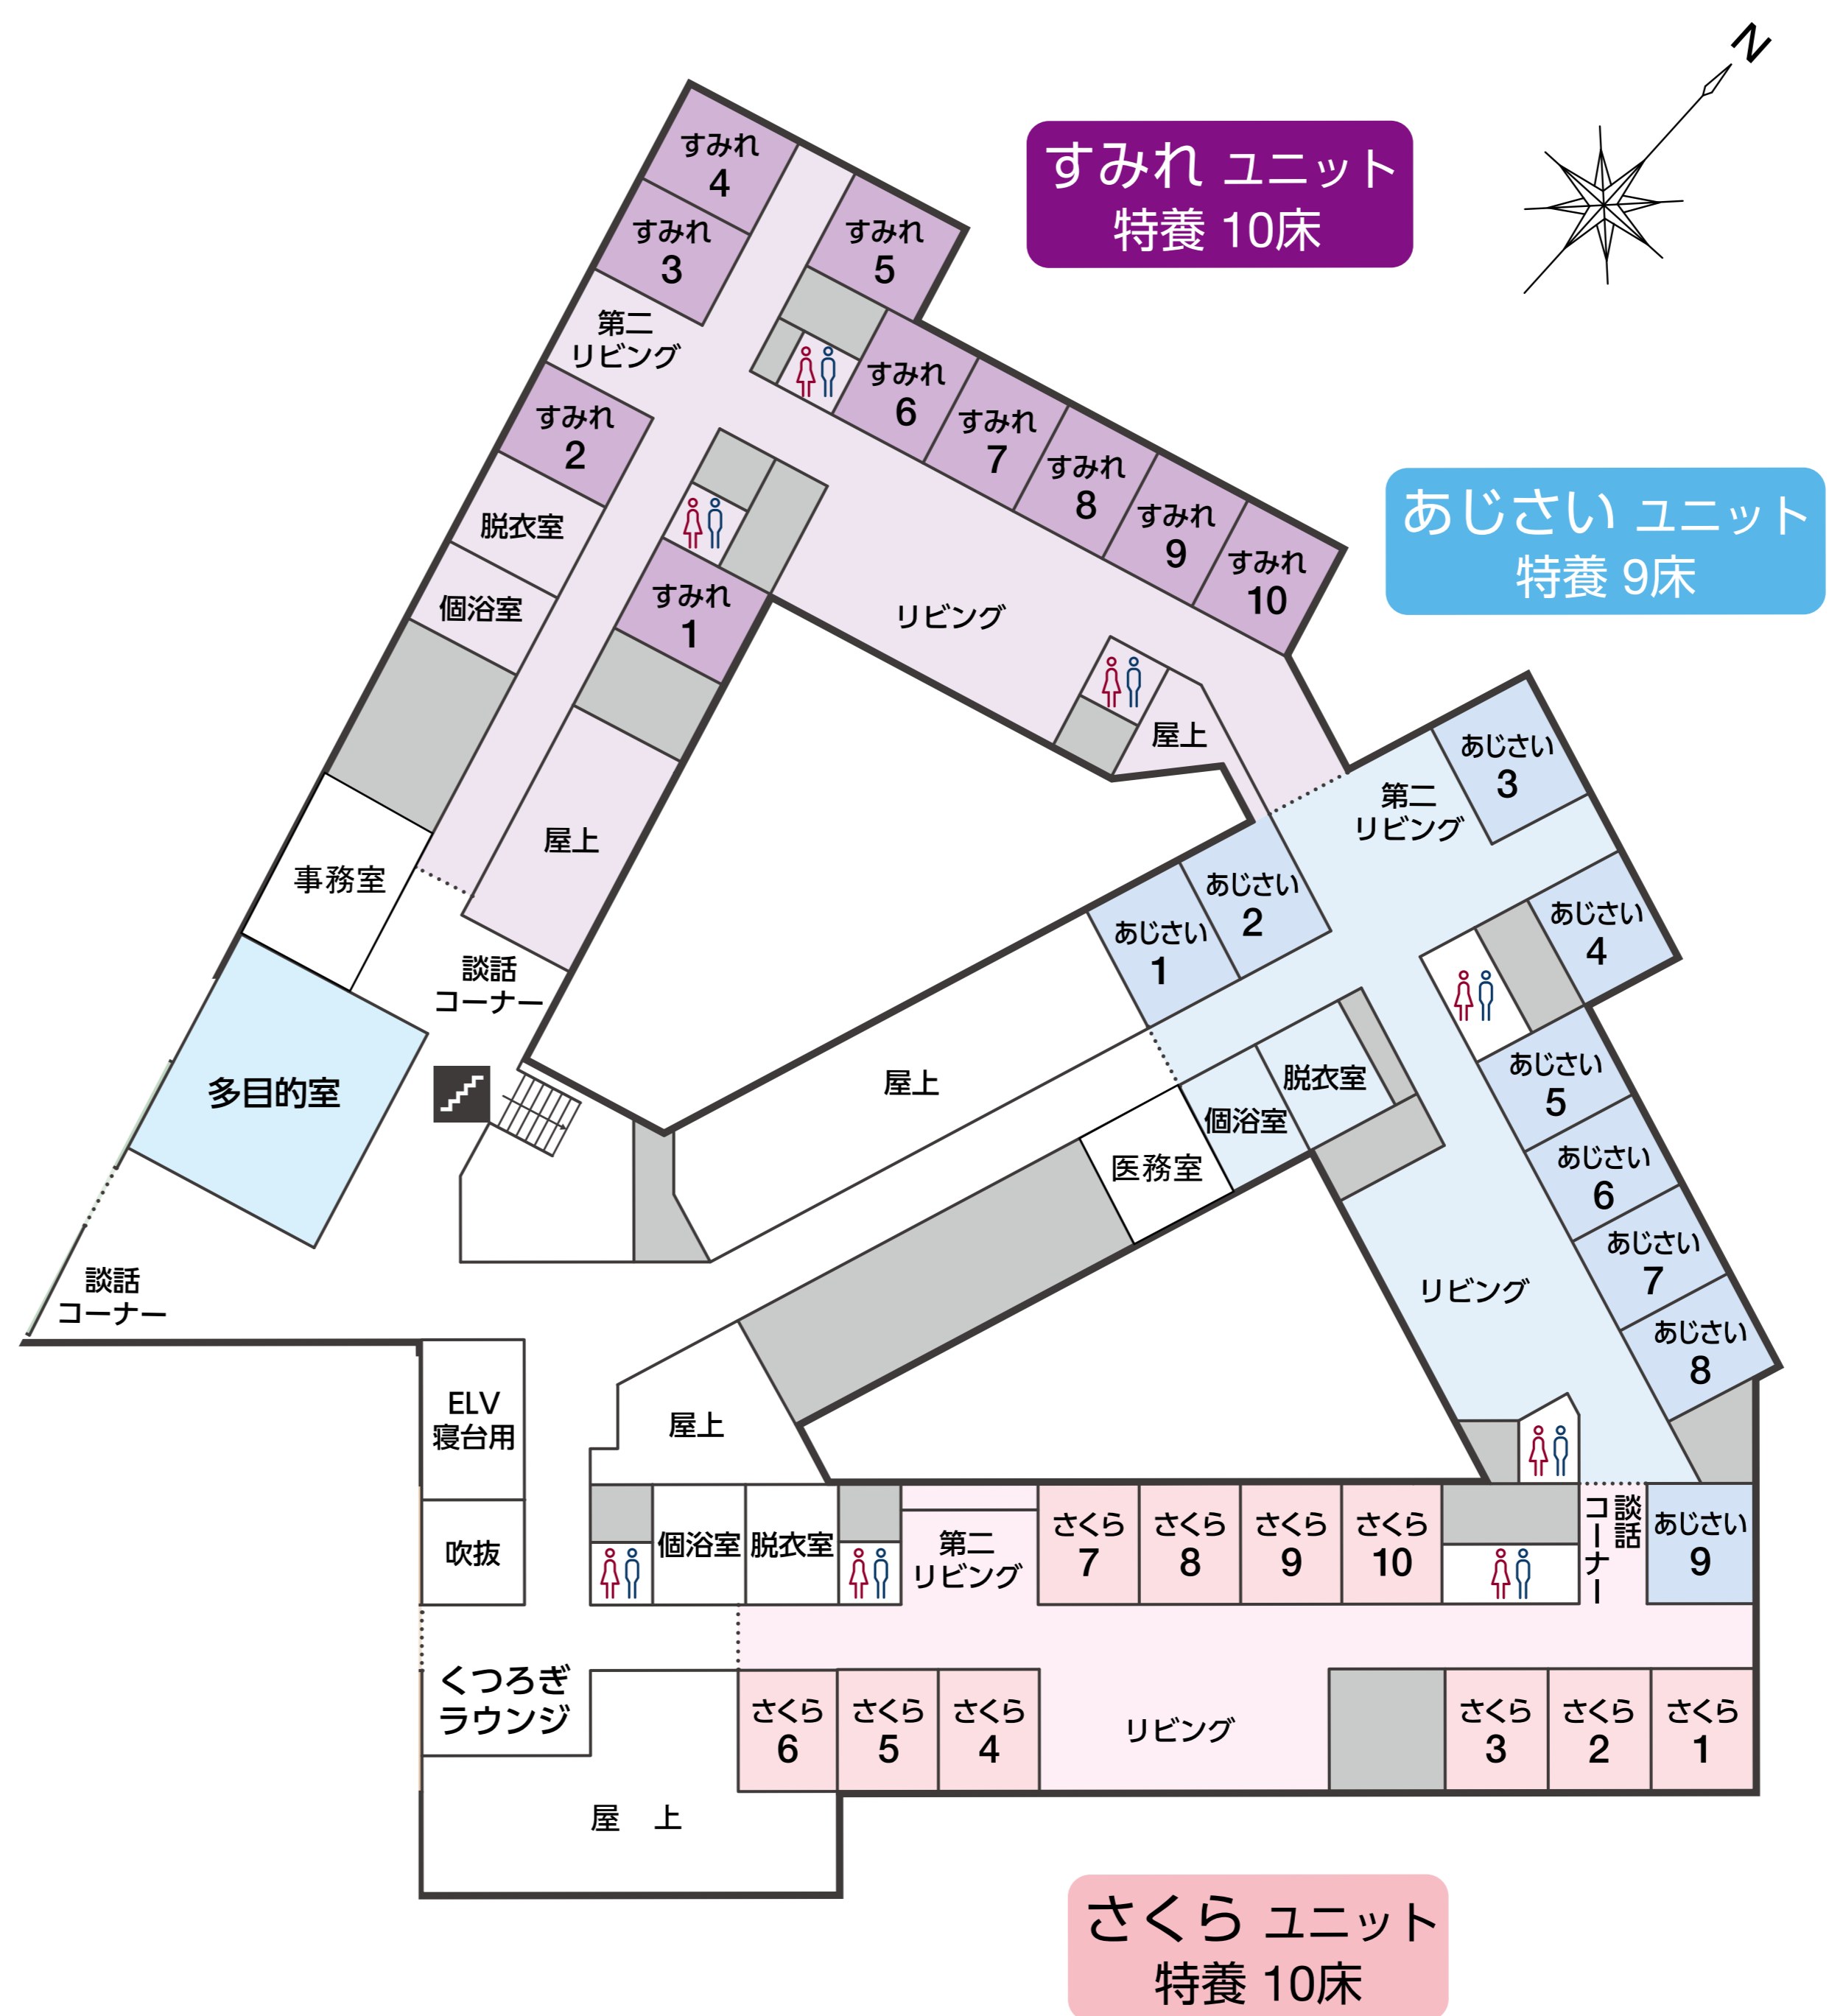 N
すみれ ユニット
特養 10床
すみれ
4
すみれ
3
すみれ
5
第二
リビング
すみれ
6
すみれ
2
すみれ
7
すみれ
8
すみれ
9
すみれ
10
脱衣室
個浴室
すみれ
1
リビング
屋上
屋上
事務室
談話
コーナー
あじさい ユニット
特養 9床
あじさい
3
第二
リビング
あじさい
2
あじさい
1
あじさい
4
あじさい
5
あじさい
6
あじさい
7
あじさい
8
脱衣室
個浴室
医務室
屋上
リビング
多目的室
談話
コーナー
ELV
寝台用
吹抜
屋上
個浴室
脱衣室
第二
リビング
さくら
7
さくら
8
さくら
9
さくら
10
談話
コーナー
あじさい
9
くつろぎ
ラウンジ
さくら
6
さくら
5
さくら
4
リビング
さくら
3
さくら
2
さくら
1
屋 上
さくら ユニット
特養 10床